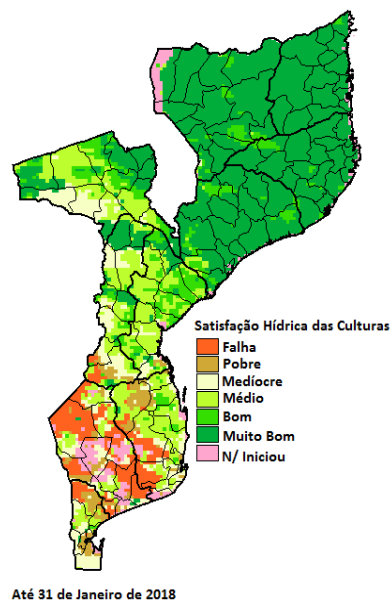 Satisfação Hídrica das Culturas
Falha
Pobre
Medíocre
Médio
Bom
Muito Bom
N/ Iniciou
Até 31 de Janeiro de 2018